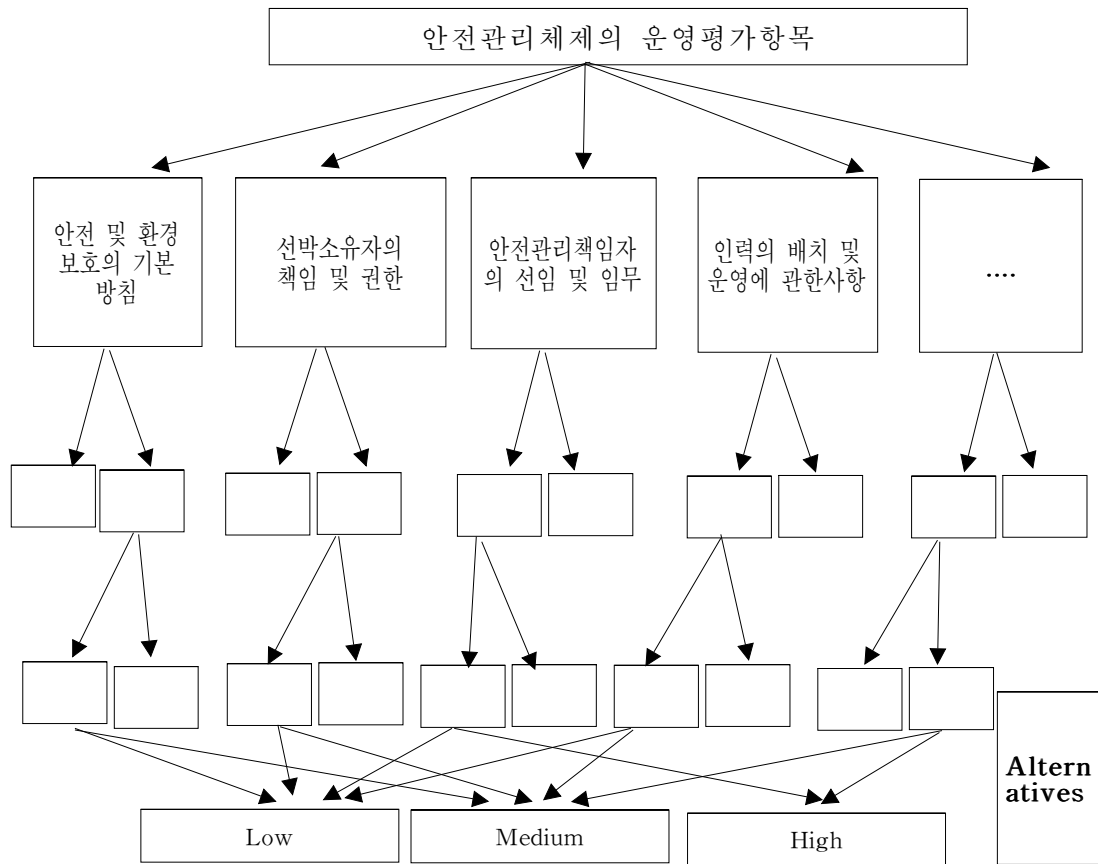 안전관리체제의 운영평가항목
안전 및 환경
보호의 기본
방침
선박소유자의
책임 및 권한
안전관리책임자
의 선임 및 임무
인력의 배치 및
운영에 관한사항
....
Altern
atives
Low
Medium
High